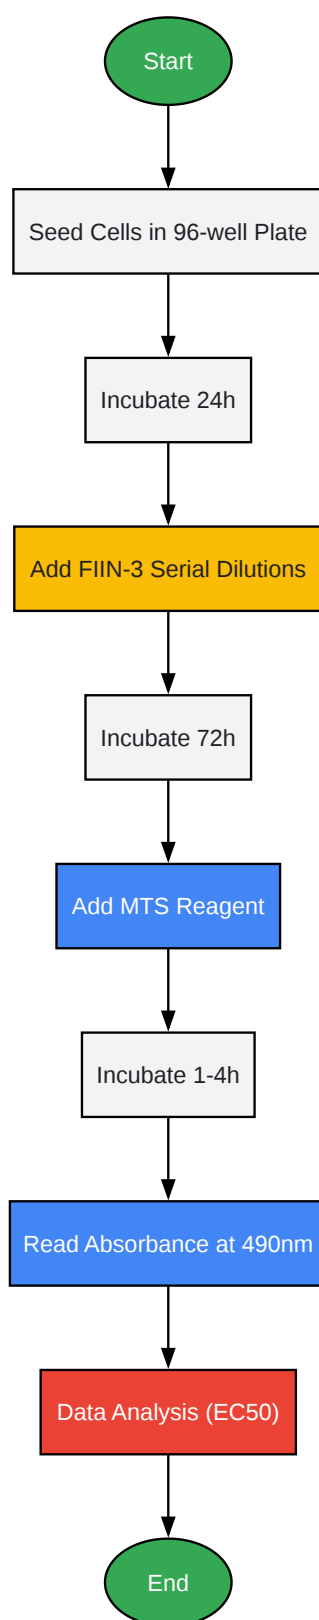 Start
Seed Cells in 96-well Plate
Incubate 24h
Add FIIN-3 Serial Dilutions
Incubate 72h
Add MTS Reagent
Incubate 1-4h
Read Absorbance at 490nm
Data Analysis (EC50)
End